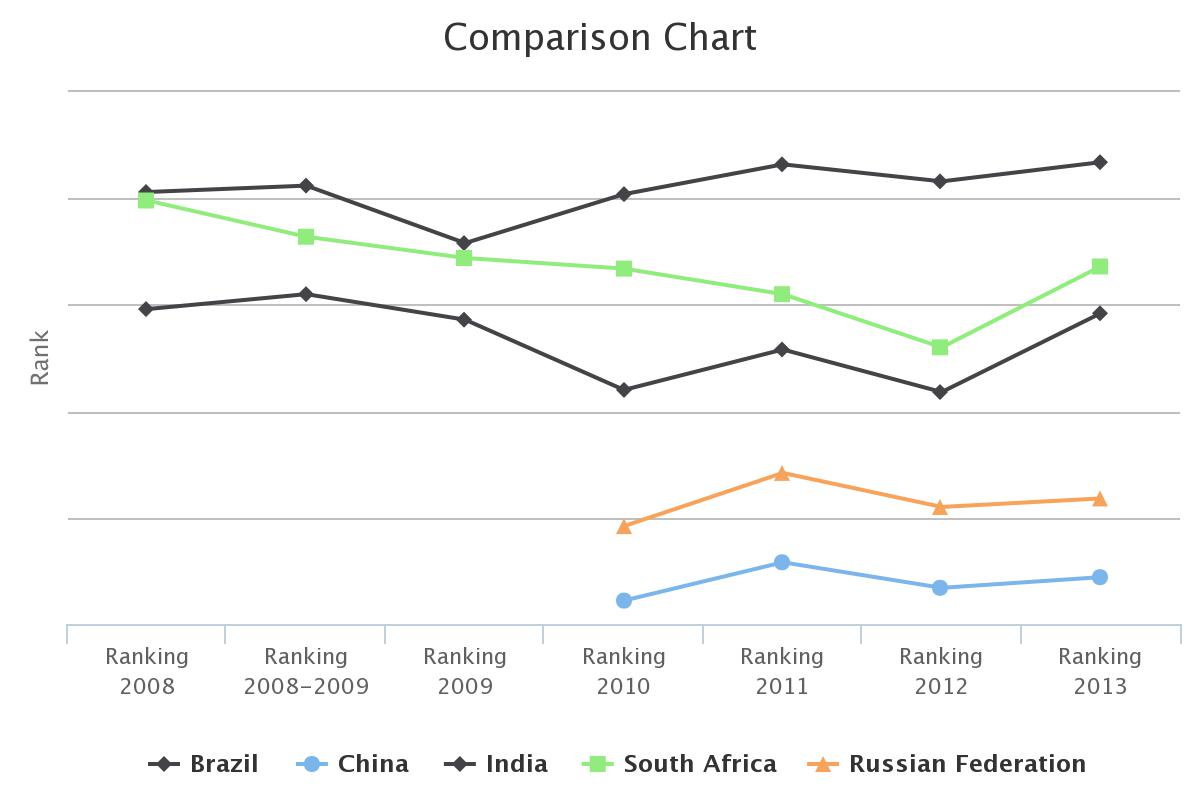 Comparison Chart
Rank
Ranking 2008
Ranking 2008-2009
Ranking 2009
Ranking 2010
Ranking 2011
Ranking 2012
Ranking 2013
Brazil
China
India
South Africa
Russian Federation